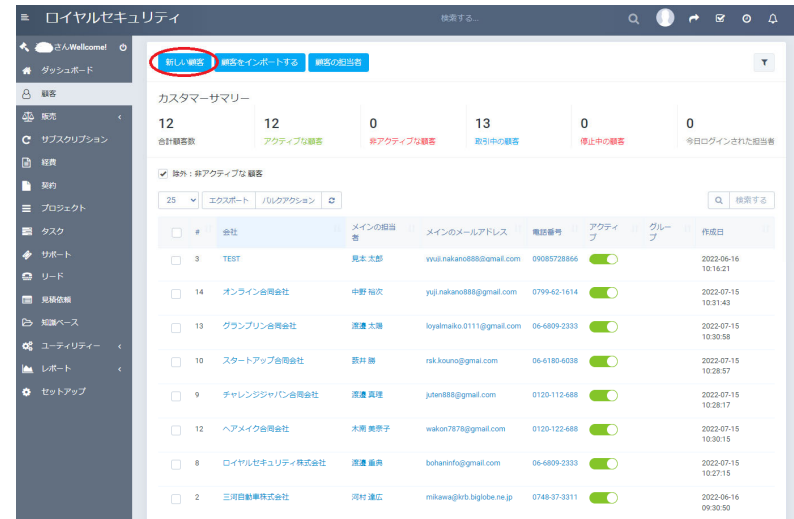 ロイヤルセキュリティ
検索する...
さんWellcome!
ダッシュボード
顧客
販売
サブスクリプション
経費
契約
プロジェクト
タスク
サポート
リード
見積依頼
知識ベース
ユーティリティー
レポート
セットアップ
新しい顧客 顧客をインポートする 顧客の担当者
カスタマーサマリー
12 12 0 13 0 0
合計顧客数 アクティブな顧客 非アクティブな顧客 取引中の顧客 停止中の顧客 今日ログインされた担当者
除外：非アクティブな 顧客
25 エクスポート バルクアクション 検索する
# 会社 メインの担当者 メインのメールアドレス 電話番号 アクティブ グループ 作成日
3 TEST 見本 太郎 09085728866 2022-06-16 10:16:21
14 オンライン合同会社 中野 裕次 yuji.nakano888@gmail.com 0799-62-1614 2022-07-15 10:31:43
13 グランプリン合同会社 渡邉 太陽 loyalmaiko.0111@gmail.com 06-6809-2333 2022-07-15 10:30:58
10 スタートアップ合同会社 薮井 勝 rsk.kouno@gmai.com 06-6180-6038 2022-07-15 10:28:57
9 チャレンジジャパン合同会社 渡邉 真理 juten888@gmail.com 0120-112-688 2022-07-15 10:28:17
12 ヘアメイク合同会社 木南 美奈子 wakon7878@gmail.com 0120-122-688 2022-07-15 10:30:15
8 ロイヤルセキュリティ株式会社 渡邉 重典 bohaninfo@gmail.com 06-6809-2333 2022-07-15 10:27:15
2 三河自動車株式会社 河村 達広 mikawa@krb.biglobe.ne.jp 0748-37-3311 2022-06-16 09:30:50